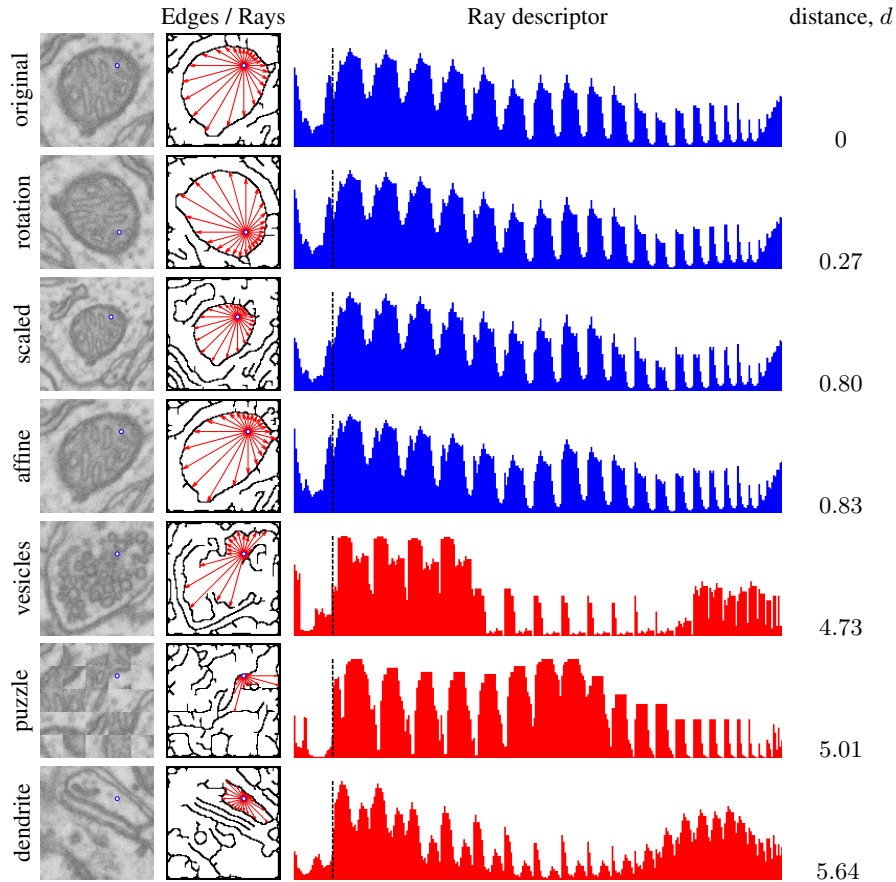 Edges / Rays Ray descriptor distance, d
original 0
rotation 0.27
scaled 0.80
affine 0.83
vesicles 4.73
puzzle 5.01
dendrite 5.64